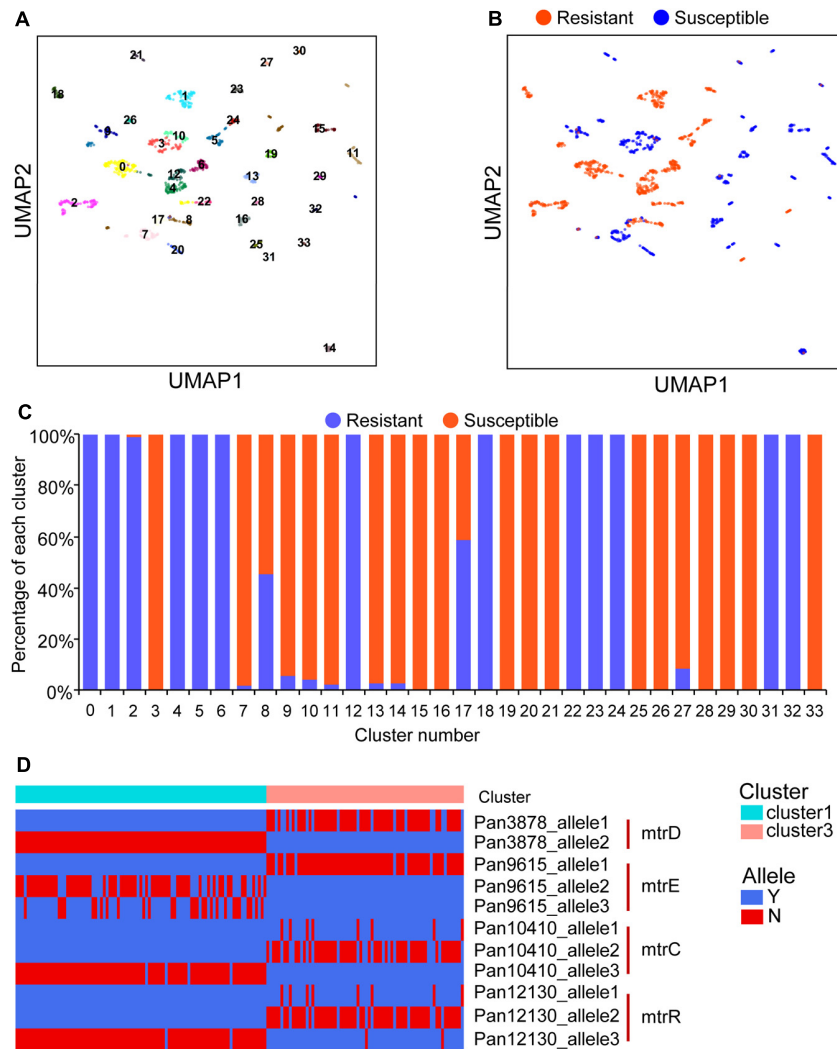 A
B
Resistant Susceptible
21
30
27
18
1
23
26
24
9
10
5
15
3
11
0
12
6
19
4
13
29
2
22
28
32
17
8
16
7
20
25
33
31
14
UMAP2
UMAP1
UMAP2
UMAP1
C
Resistant Susceptible
Percentage of each cluster
100%
80%
60%
40%
20%
0%
0 1 2 3 4 5 6 7 8 9 10 11 12 13 14 15 16 17 18 19 20 21 22 23 24 25 26 27 28 29 30 31 32 33
Cluster number
D
Cluster
Pan3878_allele1
Pan3878_allele2
mtrD
Pan9615_allele1
Pan9615_allele2
Pan9615_allele3
mtrE
Pan10410_allele1
Pan10410_allele2
Pan10410_allele3
mtrC
Pan12130_allele1
Pan12130_allele2
Pan12130_allele3
mtrR
Cluster
cluster1
cluster3
Allele
Y
N